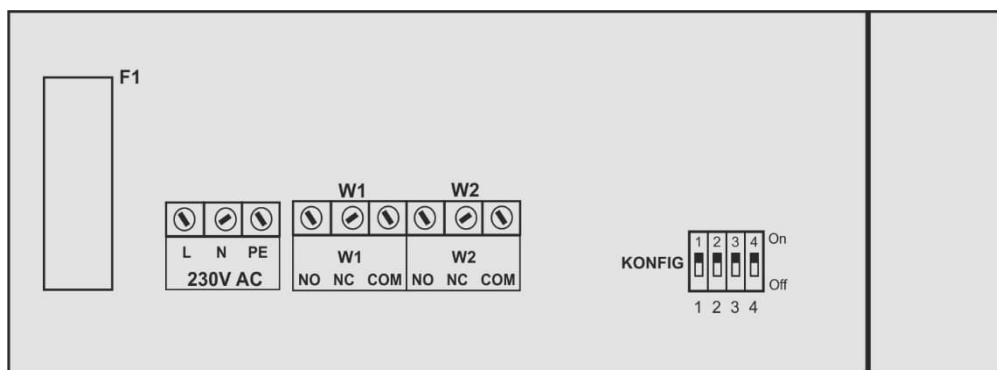 F1
W1 W2
L N PE
230V AC
W1 W2
NO NC COM NO NC COM
KONFIG
1 2 3 4
On
Off
1 2 3 4